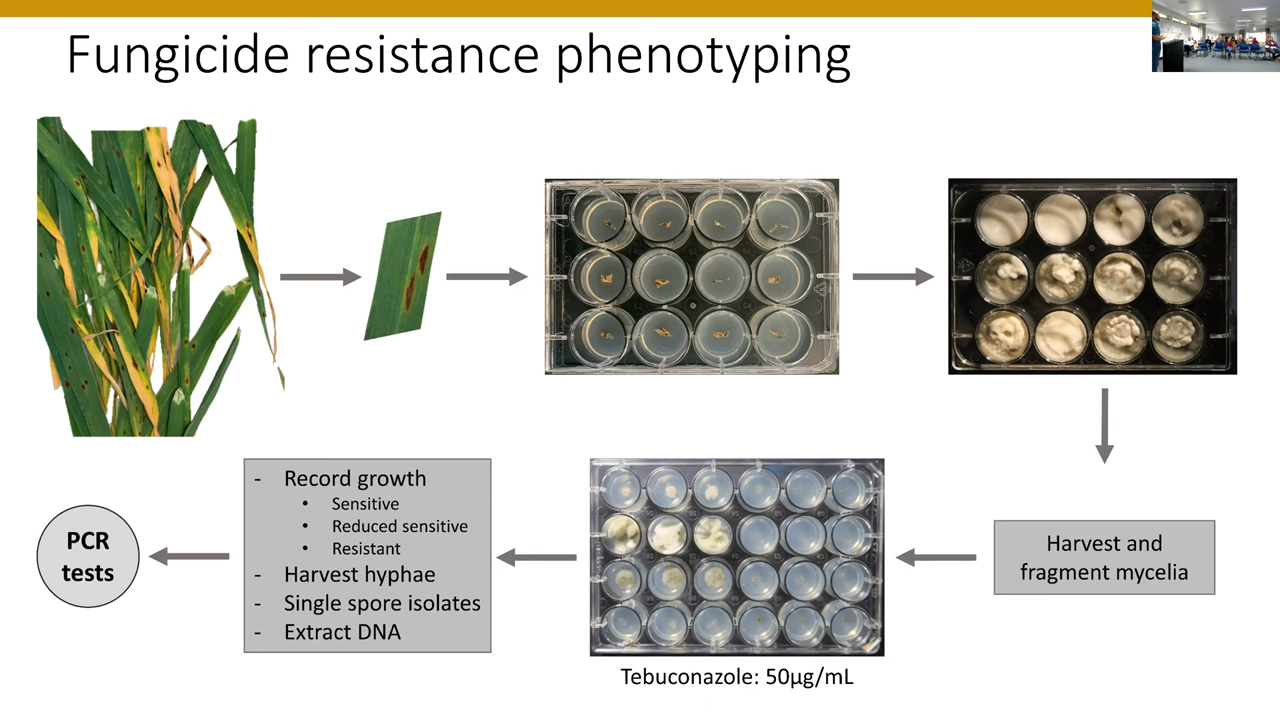 Fungicide resistance phenotyping
Harvest and
fragment mycelia
Tebuconazole: 50µg/mL
- Record growth
• Sensitive
• Reduced sensitive
• Resistant
- Harvest hyphae
- Single spore isolates
- Extract DNA
PCR
tests